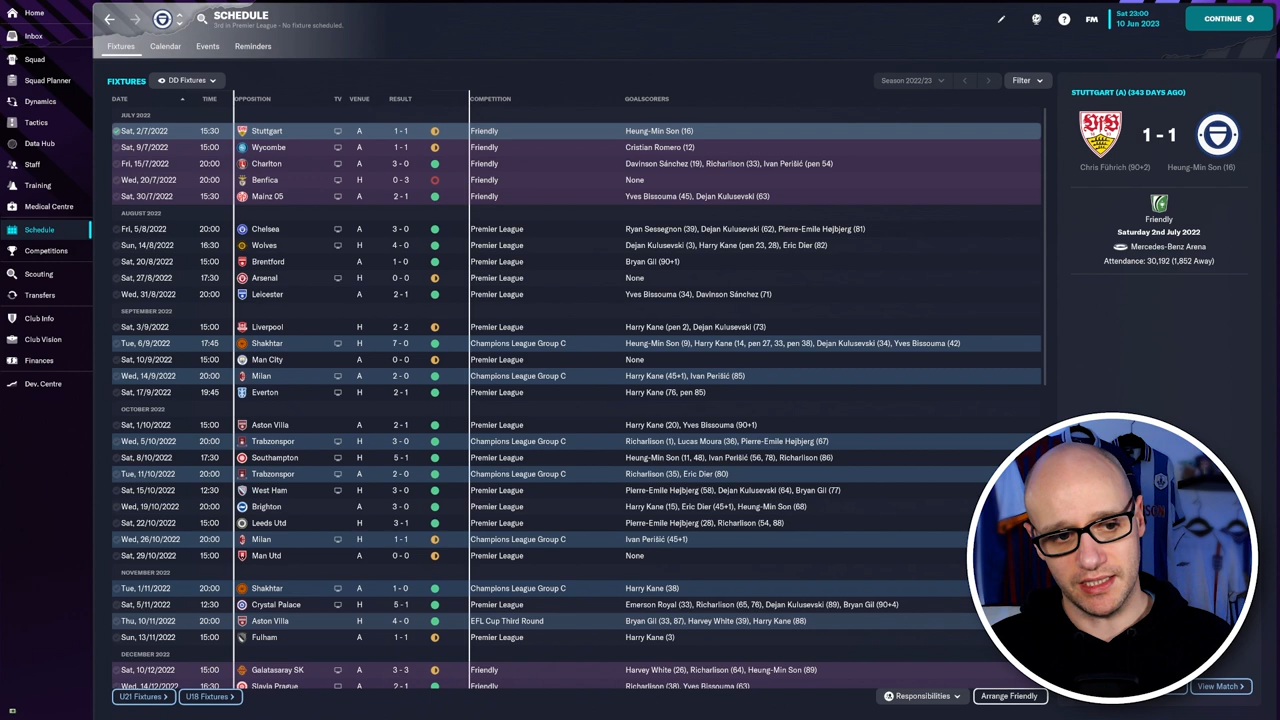 Home
Inbox
Squad
Squad Planner
Dynamics
Tactics
Data Hub
Staff
Training
Medical Centre
Schedule
Competitions
Scouting
Transfers
Club Info
Club Vision
Finances
Dev. Centre
SCHEDULE
3rd in Premier League - No fixture scheduled.
FM
Sat 23:00
10 Jun 2023
CONTINUE
Fixtures Calendar Events Reminders
FIXTURES DD Fixtures Season 2022/23 Filter
DATE TIME OPPOSITION TV VENUE RESULT COMPETITION GOALSCORERS
JULY 2022
Sat, 2/7/2022 15:30 Stuttgart A 1 - 1 Friendly Heung-Min Son (16)
Sat, 9/7/2022 15:00 Wycombe A 1 - 1 Friendly Cristian Romero (12)
Fri, 15/7/2022 20:00 Charlton A 3 - 0 Friendly Davinson Sánchez (19), Richarlison (33), Ivan Perišić (pen 54)
Wed, 20/7/2022 20:00 Benfica H 0 - 3 Friendly None
Sat, 30/7/2022 15:30 Mainz 05 A 2 - 1 Friendly Yves Bissouma (45), Dejan Kulusevski (63)
AUGUST 2022
Fri, 5/8/2022 20:00 Chelsea A 3 - 0 Premier League Ryan Sessegnon (39), Dejan Kulusevski (62), Pierre-Emile Højbjerg (81)
Sun, 14/8/2022 16:30 Wolves H 4 - 0 Premier League Dejan Kulusevski (3), Harry Kane (pen 23, 28), Eric Dier (82)
Sat, 20/8/2022 15:00 Brentford A 1 - 0 Premier League Bryan Gil (90+1)
Sat, 27/8/2022 17:30 Arsenal H 0 - 0 Premier League None
Wed, 31/8/2022 20:00 Leicester A 2 - 1 Premier League Yves Bissouma (34), Davinson Sánchez (71)
SEPTEMBER 2022
Sat, 3/9/2022 15:00 Liverpool H 2 - 2 Premier League Harry Kane (pen 2), Dejan Kulusevski (73)
Tue, 6/9/2022 17:45 Shakhtar H 7 - 0 Champions League Group C Heung-Min Son (9), Harry Kane (14, pen 27, 33, pen 38), Dejan Kulusevski (34), Yves Bissouma (42)
Sat, 10/9/2022 15:00 Man City A 0 - 0 Premier League None
Wed, 14/9/2022 20:00 Milan A 2 - 0 Champions League Group C Harry Kane (45+1), Ivan Perišić (85)
Sat, 17/9/2022 19:45 Everton H 2 - 1 Premier League Harry Kane (76, pen 85)
OCTOBER 2022
Sat, 1/10/2022 15:00 Aston Villa A 2 - 1 Premier League Harry Kane (20), Yves Bissouma (90+1)
Wed, 5/10/2022 20:00 Trabzonspor H 3 - 0 Champions League Group C Richarlison (1), Lucas Moura (36), Pierre-Emile Højbjerg (67)
Sat, 8/10/2022 17:30 Southampton H 5 - 1 Premier League Heung-Min Son (11, 48), Ivan Perišić (56, 78), Richarlison (86)
Tue, 11/10/2022 20:00 Trabzonspor A 2 - 0 Champions League Group C Richarlison (35), Eric Dier (80)
Sat, 15/10/2022 12:30 West Ham H 3 - 0 Premier League Pierre-Emile Højbjerg (58), Dejan Kulusevski (64), Bryan Gil (77)
Wed, 19/10/2022 20:00 Brighton H 3 - 0 Premier League Harry Kane (15), Eric Dier (45+1), Heung-Min Son (68)
Sat, 22/10/2022 15:00 Leeds Utd H 3 - 1 Premier League Pierre-Emile Højbjerg (28), Richarlison (54, 88)
Wed, 26/10/2022 20:00 Milan H 1 - 1 Champions League Group C Ivan Perišić (45+1)
Sat, 29/10/2022 15:00 Man Utd A 0 - 0 Premier League None
NOVEMBER 2022
Tue, 1/11/2022 20:00 Shakhtar A 1 - 0 Champions League Group C Harry Kane (38)
Sat, 5/11/2022 12:30 Crystal Palace H 5 - 1 Premier League Emerson Royal (33), Richarlison (65, 76), Dejan Kulusevski (89), Bryan Gil (90+4)
Thu, 10/11/2022 20:00 Aston Villa H 4 - 0 EFL Cup Third Round Bryan Gil (33, 87), Harvey White (39), Harry Kane (88)
Sun, 13/11/2022 15:00 Fulham A 1 - 1 Premier League Harry Kane (3)
DECEMBER 2022
Sat, 10/12/2022 15:00 Galatasaray SK A 3 - 3 Friendly Harvey White (26), Richarlison (64), Heung-Min Son (89)
Wed, 14/12/2022 16:30 Slavia Prague A 2 - 1 Friendly Richarlison (38), Yves Bissouma (63)
U21 Fixtures U18 Fixtures Responsibilities Arrange Friendly View Match
STUTTGART (A) (343 DAYS AGO)
1 - 1
Chris Führich (90+2) Heung-Min Son (16)
Friendly
Saturday 2nd July 2022
Mercedes-Benz Arena
Attendance: 30,192 (1,852 Away)